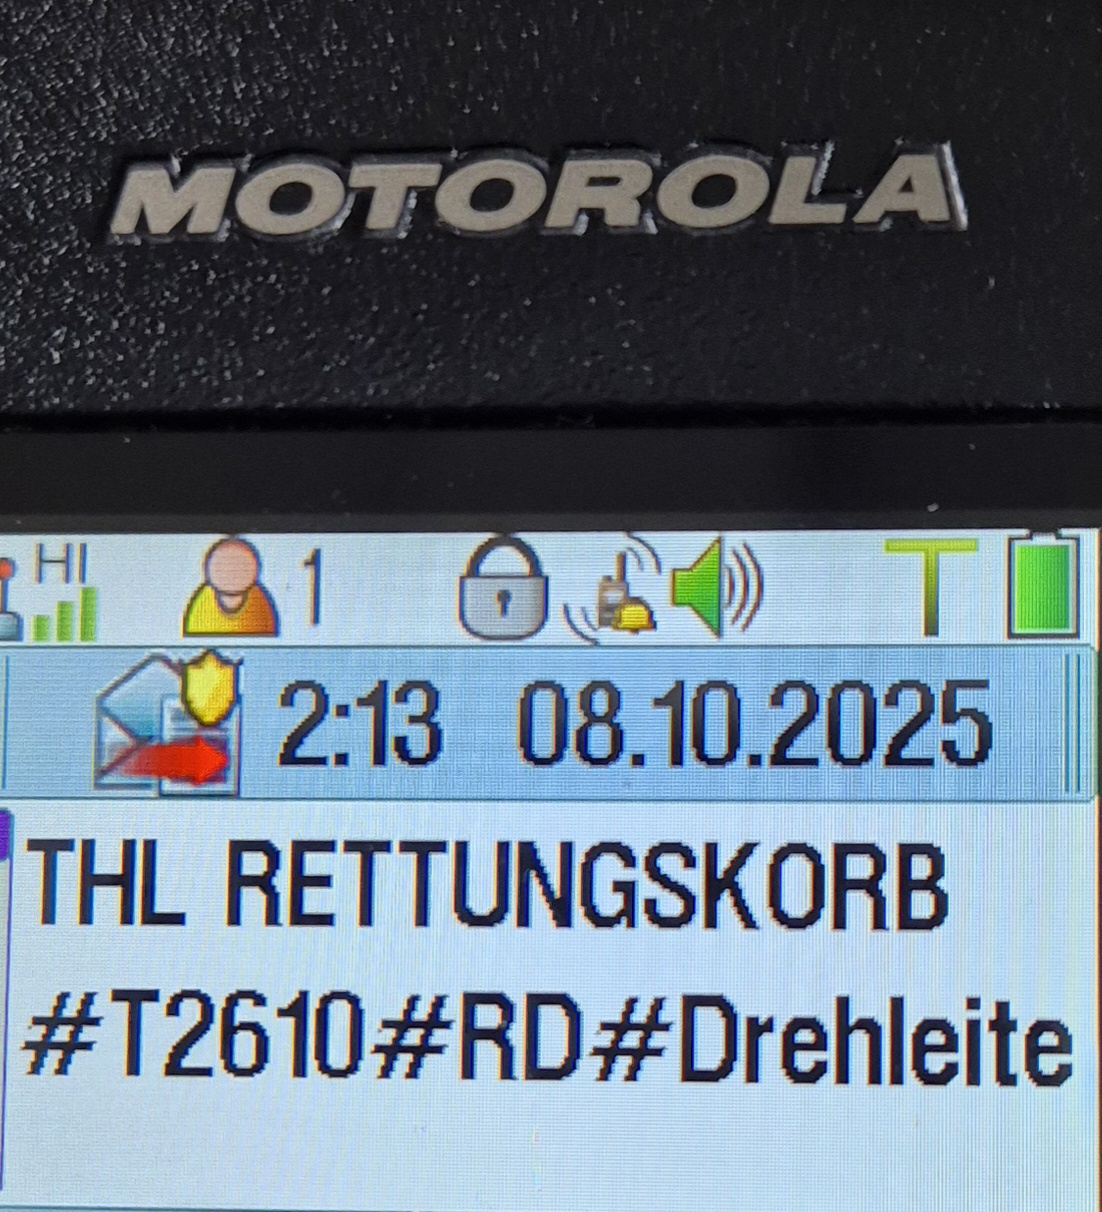 MOTOROLA
HI 1 T
2:13 08.10.2025
THL RETTUNGSKORB
#T2610#RD#Drehleite